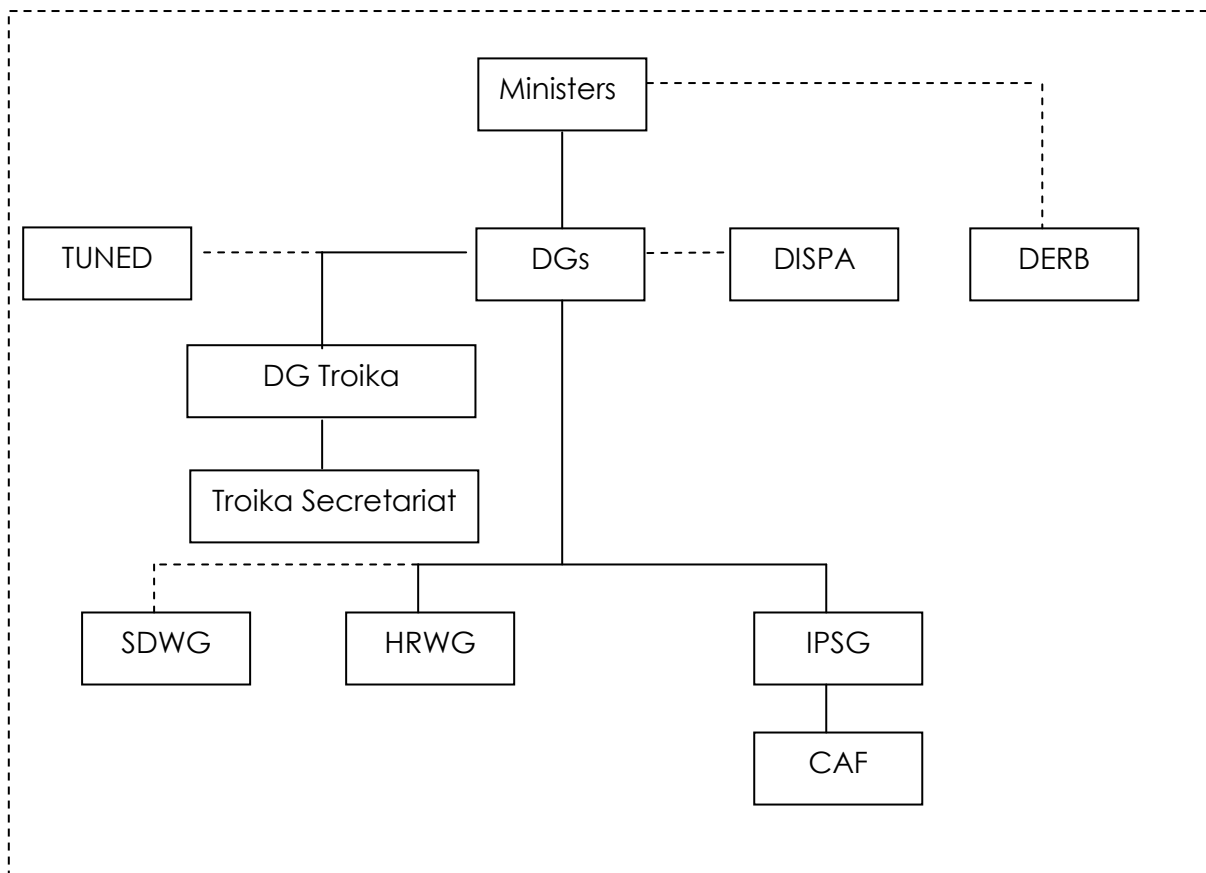 Ministers
TUNED
DGs
DISPA
DERB
DG Troika
Troika Secretariat
SDWG
HRWG
IPSG
CAF